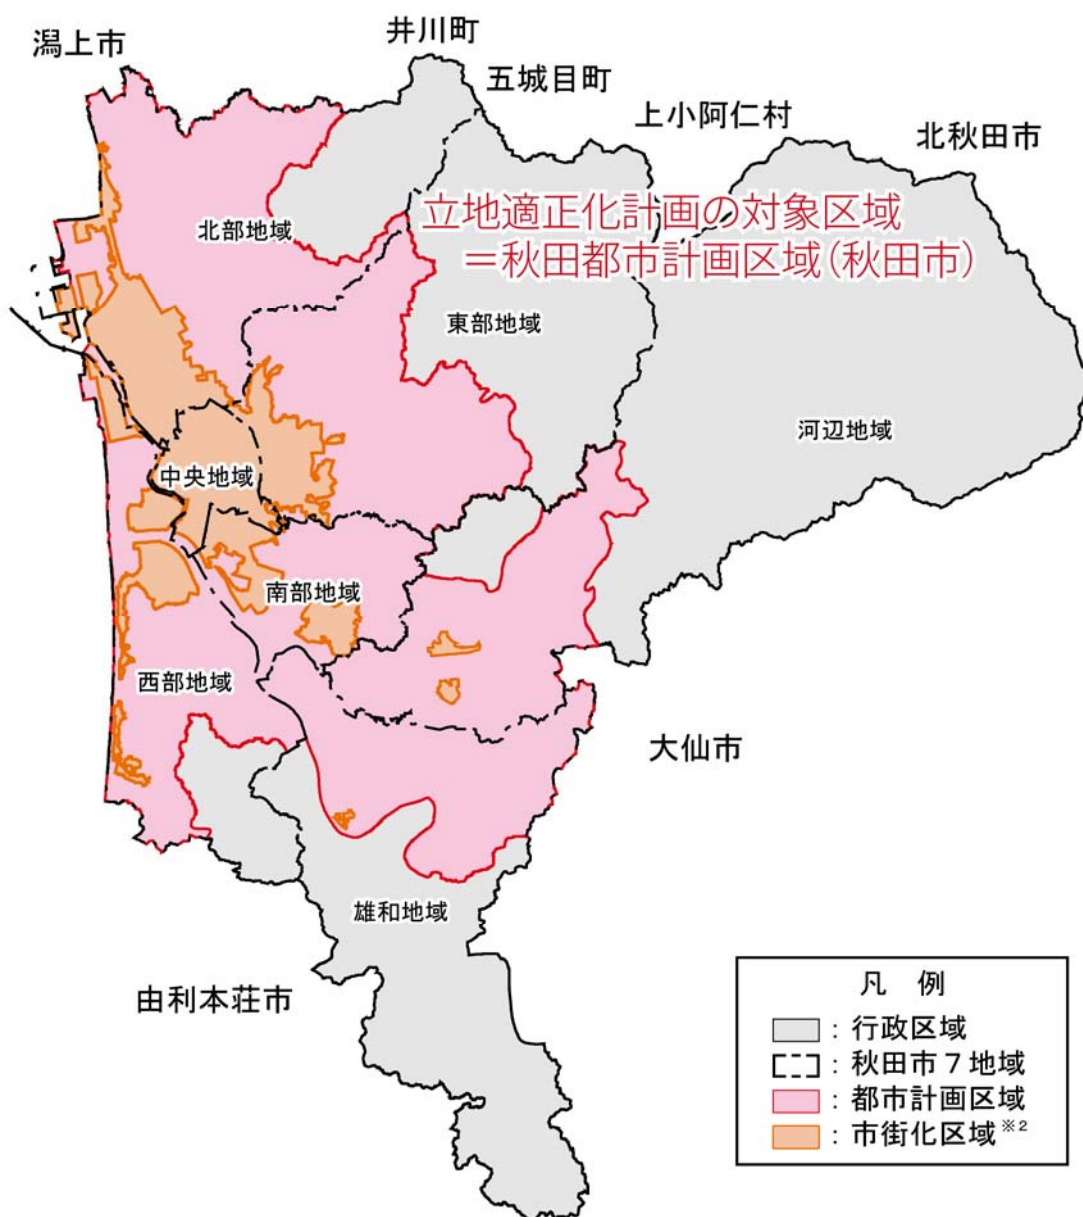 潟上市
井川町
五城目町
上小阿仁村
北秋田市
立地適正化計画の対象区域
＝秋田都市計画区域（秋田市）
北部地域
東部地域
河辺地域
中央地域
南部地域
西部地域
大仙市
雄和地域
由利本荘市
凡　例
：行政区域
：秋田市７地域
：都市計画区域
：市街化区域※2